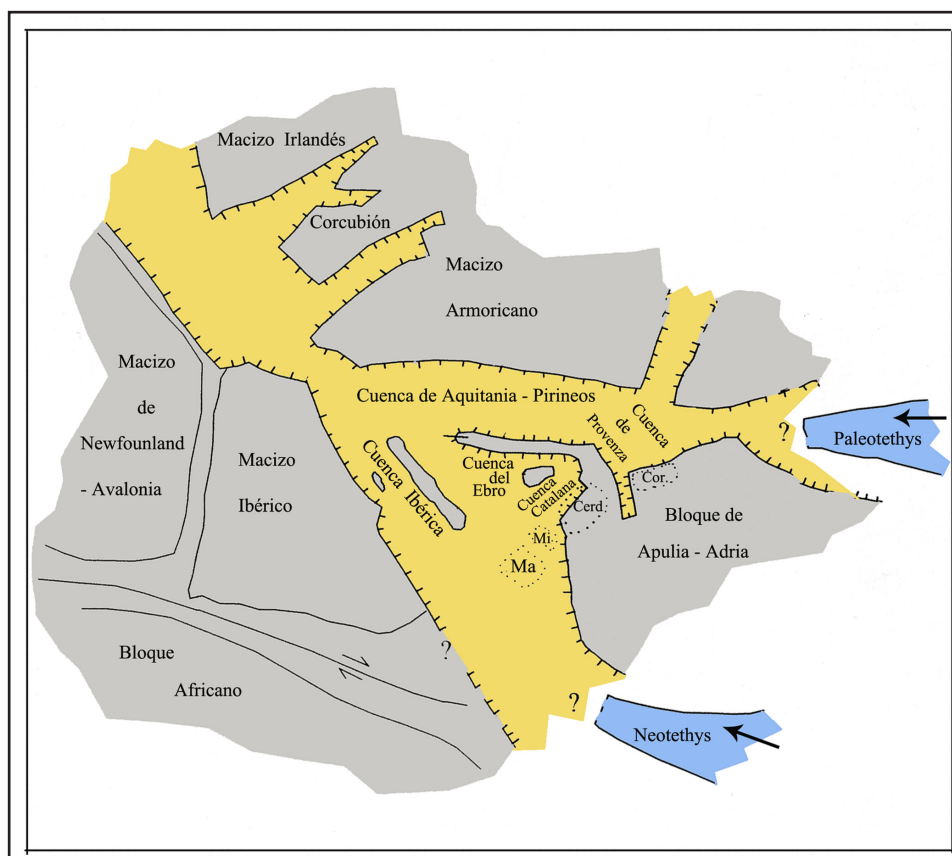 Macizo Irlandés
Corcubión
Macizo
Armoricano
Macizo
de
Newfounland
- Avalonia
Macizo
Ibérico
Cuenca de Aquitania - Pirineos
Cuenca
de
Provenza
?
Paleotethys
Cuenca Ibérica
Cuenca
del
Ebro
Cuenca
Catalana
Cerd.
Cor.
Mi
Ma
Bloque de
Apulia - Adria
Bloque
Africano
?
?
Neotethys